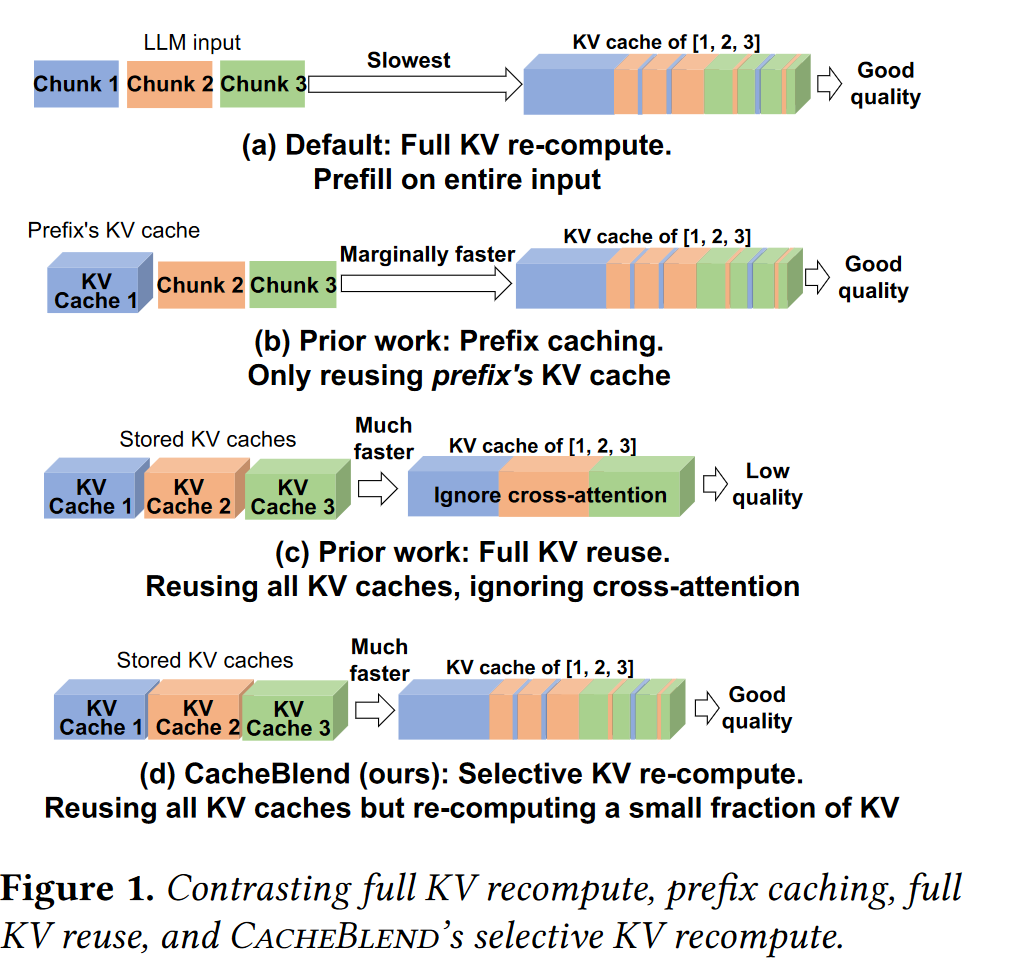 LLM input
KV cache of [1, 2, 3]
Chunk 1 Chunk 2 Chunk 3
Slowest
Good
quality
(a) Default: Full KV re-compute.
Prefill on entire input
Prefix's KV cache
KV cache of [1, 2, 3]
KV
Cache 1
Chunk 2 Chunk 3
Marginally faster
Good
quality
(b) Prior work: Prefix caching.
Only reusing prefix's KV cache
Stored KV caches
Much
faster
KV cache of [1, 2, 3]
KV
Cache 1
KV
Cache 2
KV
Cache 3
Ignore cross-attention
Low
quality
(c) Prior work: Full KV reuse.
Reusing all KV caches, ignoring cross-attention
Stored KV caches
Much
faster
KV cache of [1, 2, 3]
KV
Cache 1
KV
Cache 2
KV
Cache 3
Good
quality
(d) CacheBlend (ours): Selective KV re-compute.
Reusing all KV caches but re-computing a small fraction of KV
Figure 1. Contrasting full KV recompute, prefix caching, full
KV reuse, and CACHEBLEND's selective KV recompute.